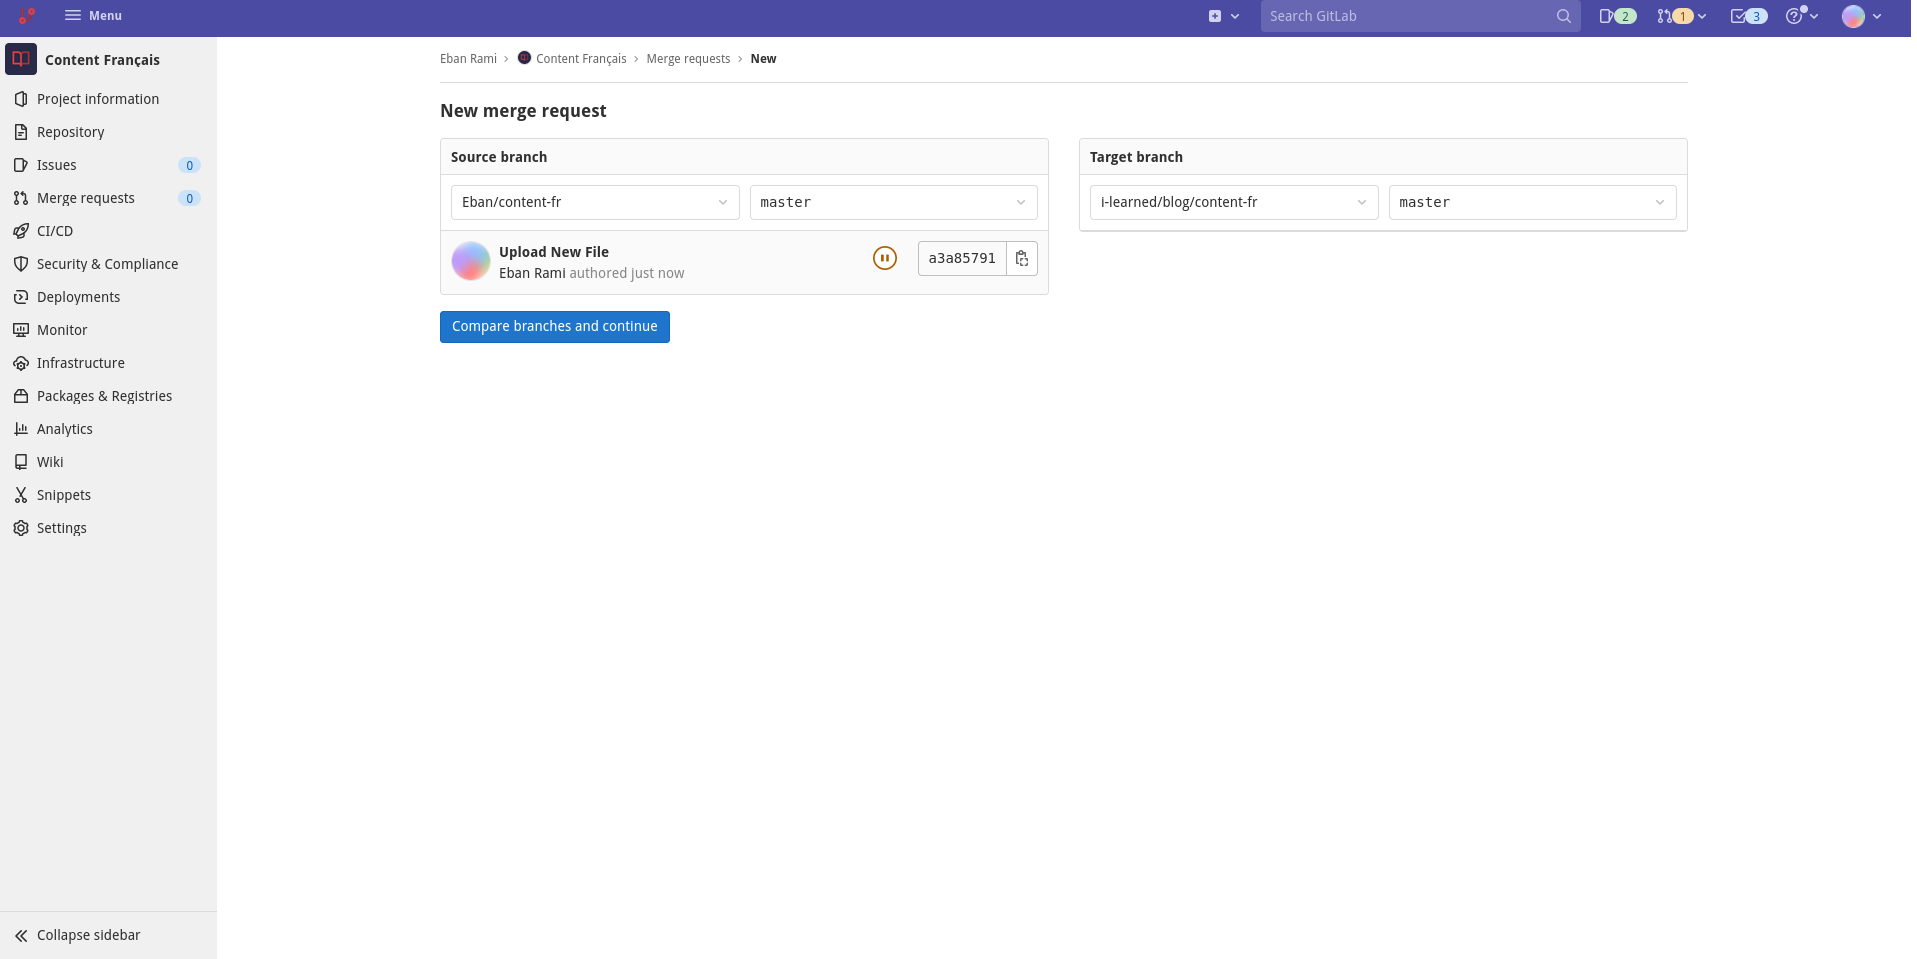 Menu
Search GitLab
2
1
3
Content Français
Project information
Repository
Issues 0
Merge requests 0
CI/CD
Security & Compliance
Deployments
Monitor
Infrastructure
Packages & Registries
Analytics
Wiki
Snippets
Settings
Collapse sidebar
Eban Rami › Content Français › Merge requests › New
New merge request
Source branch
Eban/content-fr
master
Upload New File
Eban Rami authored just now
a3a85791
Target branch
i-learned/blog/content-fr
master
Compare branches and continue